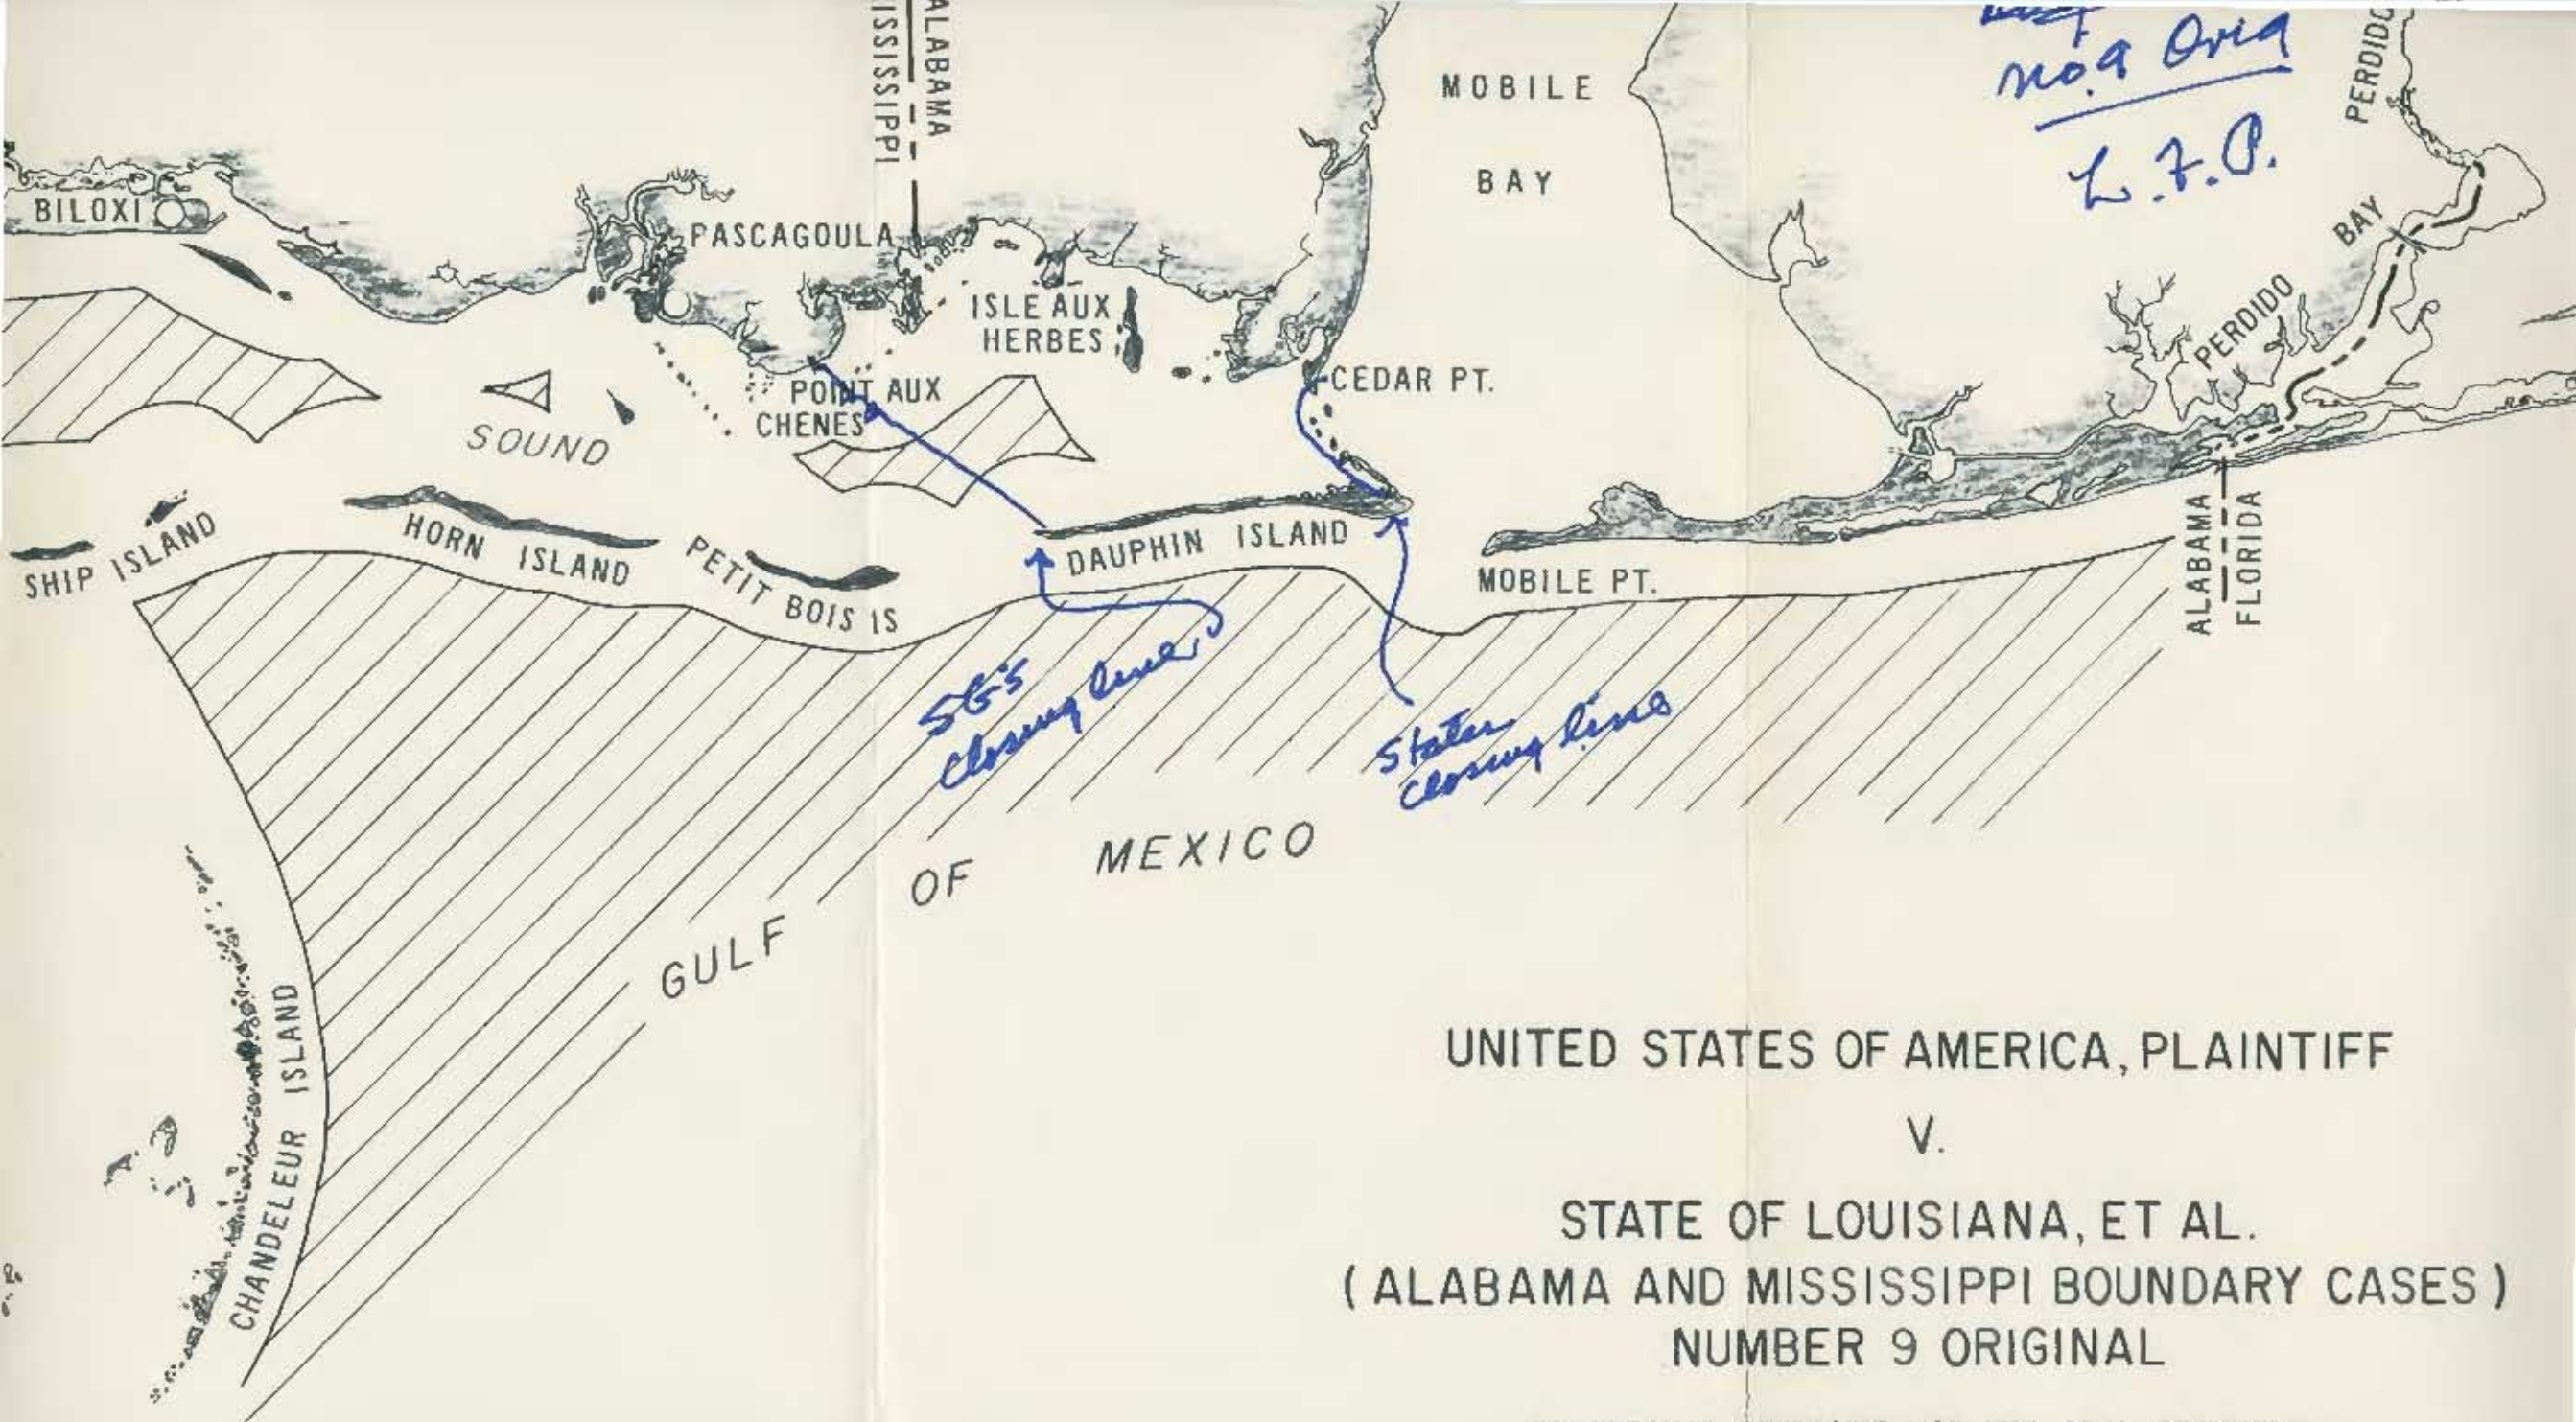 MISSISSIPPI
ALABAMA
MOBILE
BAY
no. 9 Orig
L.F.P.
PERDIDO
BAY
PERDIDO
BILOXI
PASCAGOULA
ISLE AUX
HERBES
POINT AUX
CHENES
CEDAR PT.
SOUND
SHIP ISLAND
HORN ISLAND
PETIT BOIS IS
DAUPHIN ISLAND
MOBILE PT.
ALABAMA
FLORIDA
SG's
closing line
States
closing line
GULF OF MEXICO
CHANDELEUR ISLAND
UNITED STATES OF AMERICA, PLAINTIFF
V.
STATE OF LOUISIANA, ET AL.
( ALABAMA AND MISSISSIPPI BOUNDARY CASES )
NUMBER 9 ORIGINAL